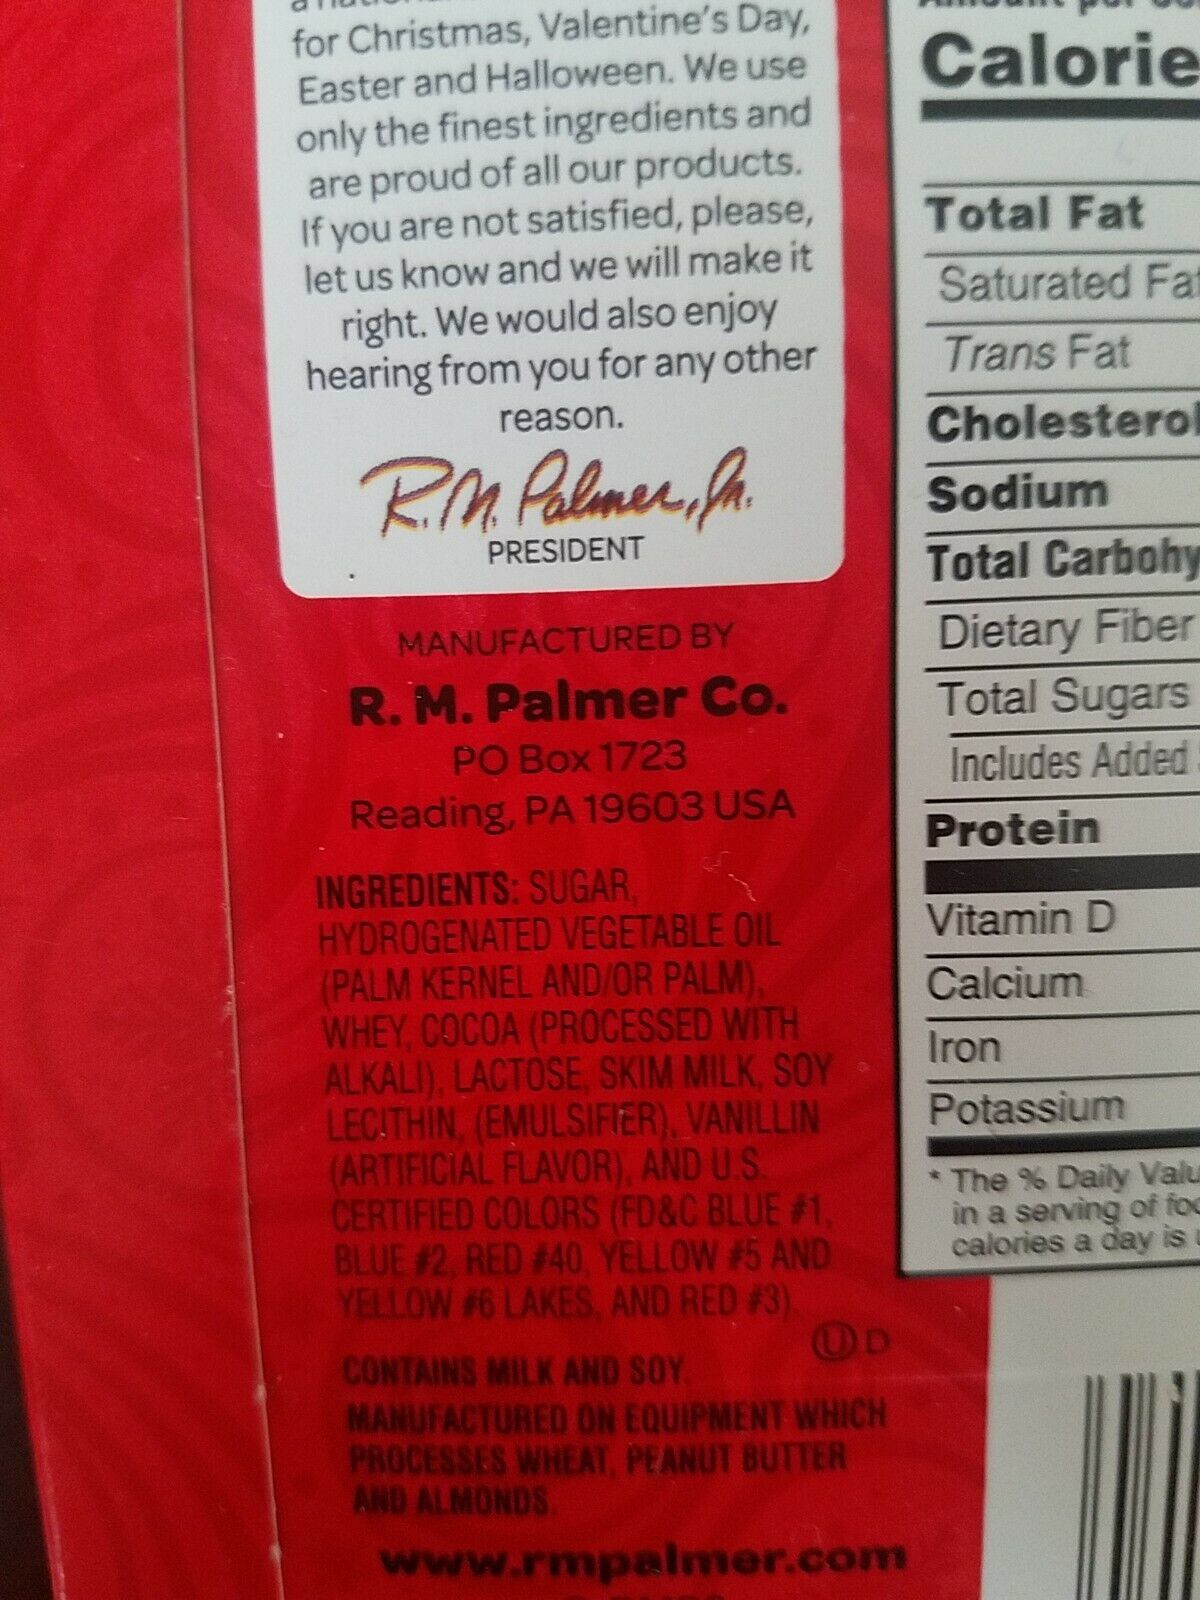 for Christmas, Valentine's Day,
Easter and Halloween. We use
only the finest ingredients and
are proud of all our products.
If you are not satisfied, please,
let us know and we will make it
right. We would also enjoy
hearing from you for any other
reason.
R.M. Palmer, Jr.
PRESIDENT
MANUFACTURED BY
R. M. Palmer Co.
PO Box 1723
Reading, PA 19603 USA
INGREDIENTS: SUGAR,
HYDROGENATED VEGETABLE OIL
(PALM KERNEL AND/OR PALM),
WHEY, COCOA (PROCESSED WITH
ALKALI), LACTOSE, SKIM MILK, SOY
LECITHIN, (EMULSIFIER), VANILLIN
(ARTIFICIAL FLAVOR), AND U.S.
CERTIFIED COLORS (FD&C BLUE #1,
BLUE #2, RED #40, YELLOW #5 AND
YELLOW #6 LAKES, AND RED #3).
Ⓤ D
CONTAINS MILK AND SOY.
MANUFACTURED ON EQUIPMENT WHICH
PROCESSES WHEAT, PEANUT BUTTER
AND ALMONDS.
www.rmpalmer.com
Amount per
Calorie
Total Fat
Saturated Fat
Trans Fat
Cholesterol
Sodium
Total Carbohy
Dietary Fiber
Total Sugars
Includes Added
Protein
Vitamin D
Calcium
Iron
Potassium
* The % Daily Valu
in a serving of foo
calories a day is